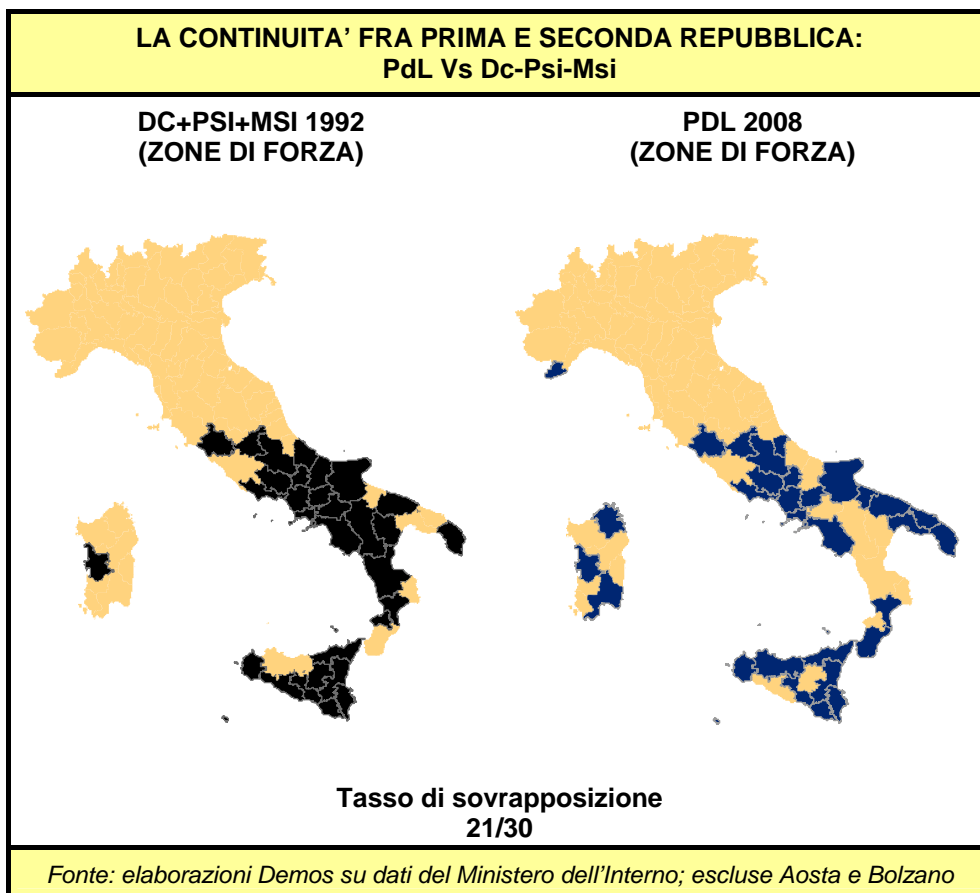 LA CONTINUITA’ FRA PRIMA E SECONDA REPUBBLICA:
PdL Vs Dc-Psi-Msi
DC+PSI+MSI 1992
(ZONE DI FORZA)
PDL 2008
(ZONE DI FORZA)
Tasso di sovrapposizione
21/30
Fonte: elaborazioni Demos su dati del Ministero dell’Interno; escluse Aosta e Bolzano